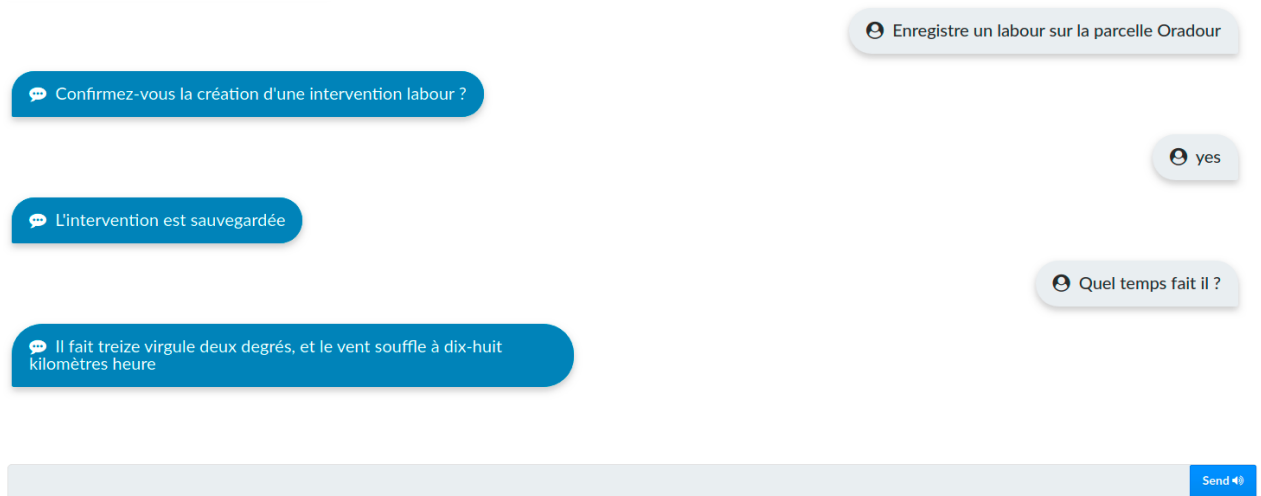 Enregistre un labour sur la parcelle Oradour
Confirmez-vous la création d'une intervention labour ?
yes
L'intervention est sauvegardée
Quel temps fait il ?
Il fait treize virgule deux degrés, et le vent souffle à dix-huit
kilomètres heure
Send